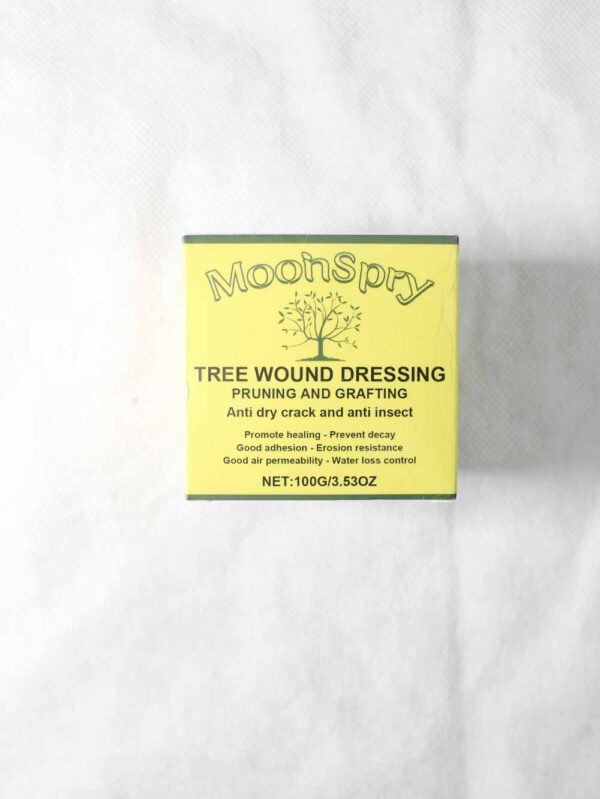 MoonSpry
TREE WOUND DRESSING
PRUNING AND GRAFTING
Anti dry crack and anti insect
Promote healing - Prevent decay
Good adhesion - Erosion resistance
Good air permeability - Water loss control
NET:100G/3.53OZ